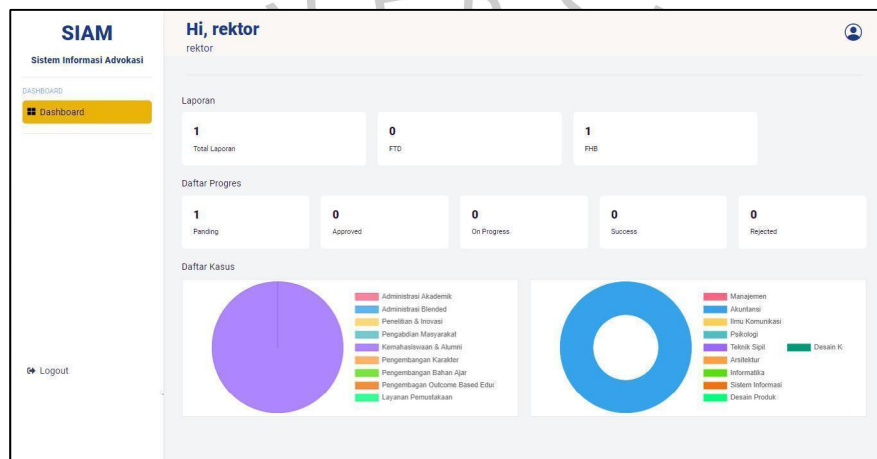 SIAM
Sistem Informasi Advokasi
DASHBOARD
Dashboard
Logout
Hi, rektor
rektor
Laporan
1
Total Laporan
0
FTD
1
FHB
Daftar Progres
1
Panding
0
Approved
0
On Progress
0
Success
0
Rejected
Daftar Kasus
Administrasi Akademik
Administrasi Blended
Penelitian & Inovasi
Pengabdian Masyarakat
Kemahasiswaan & Alumni
Pengembangan Karakter
Pengembangan Bahan Ajar
Pengembagan Outcome Based Educ
Layanan Pemustakaan
Manajemen
Akuntansi
Ilmu Komunikasi
Psikologi
Teknik Sipil
Arsitektur
Informatika
Sistem Informasi
Desain Produk
Desain K